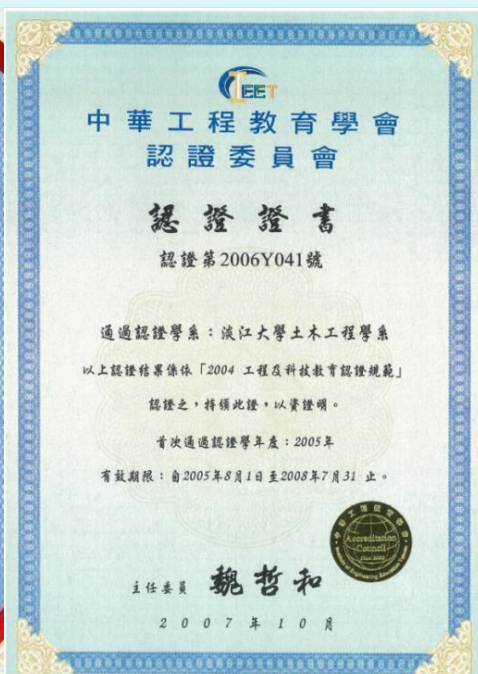 IEET
中華工程教育學會
認證委員會
認證證書
認證第2006Y041號
通過認證學系：淡江大學土木工程學系
以上認證結果係依「2004 工程及科技教育認證規範」
認證之，持領此證，以資證明。
首次通過認證學年度：2005年
有效期限：自2005年8月1日至2008年7月31 止。
Accreditation
Council
主任委員 魏哲和
2007年10月